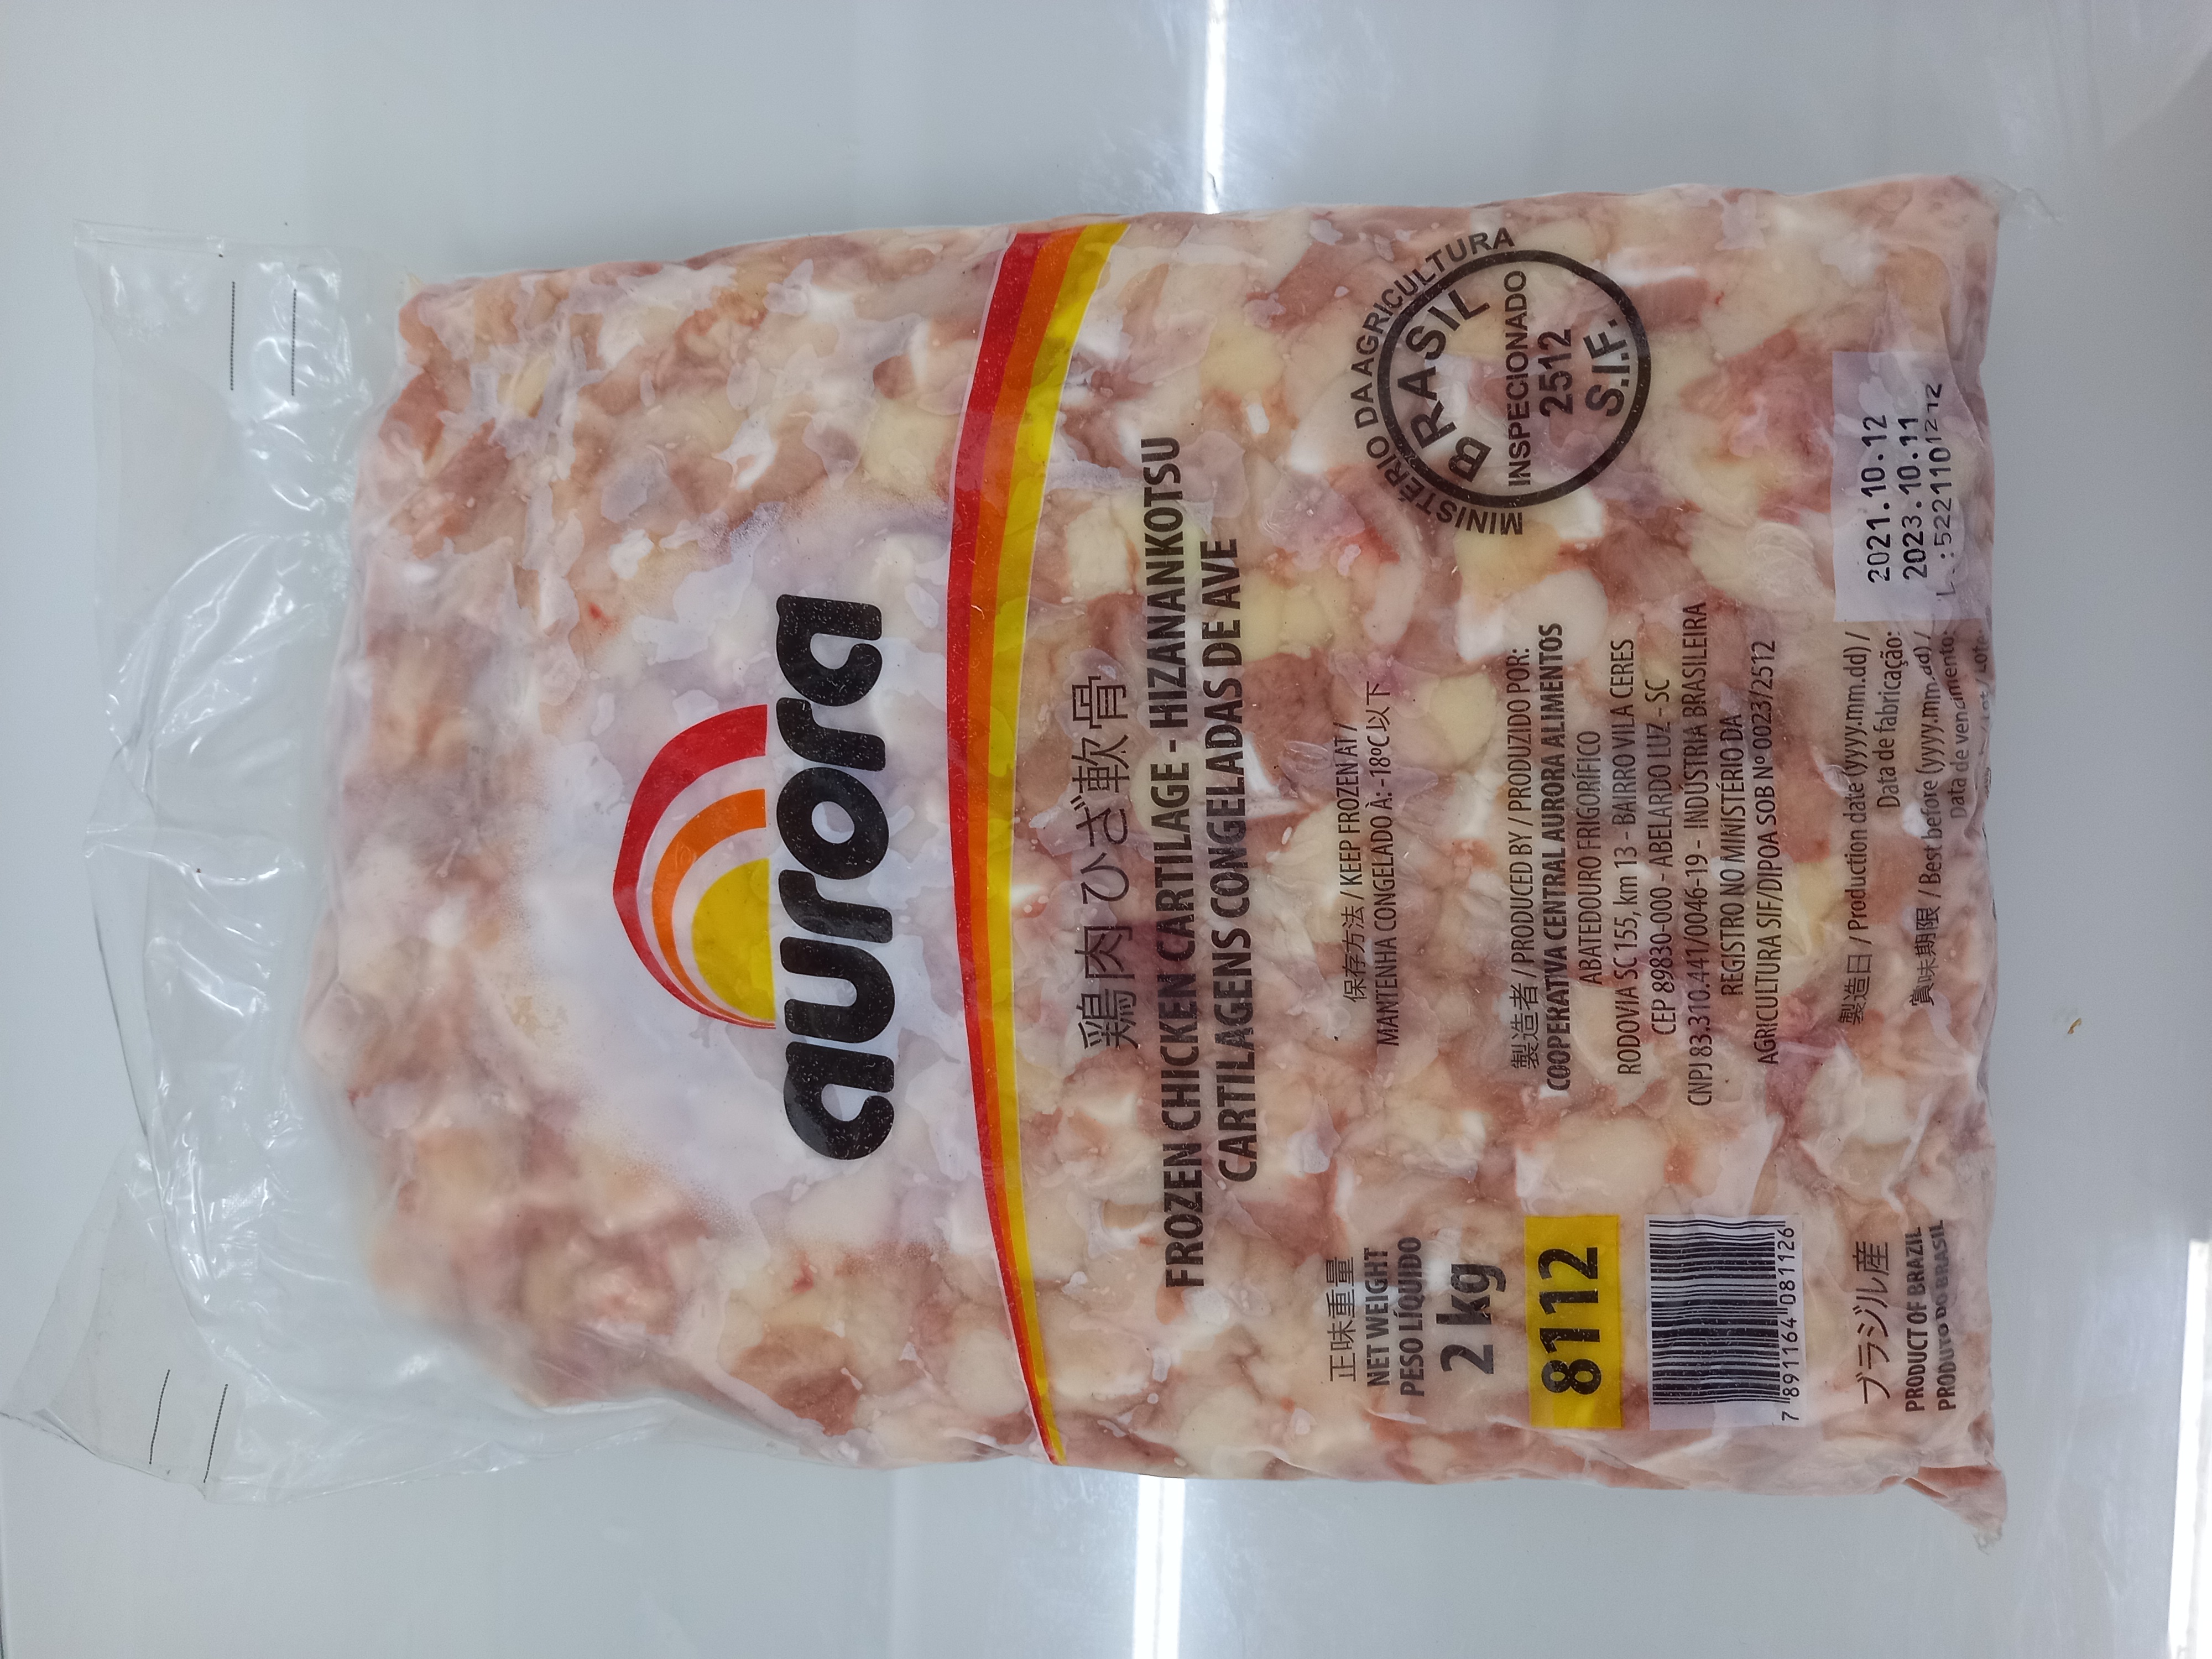 aurora
鶏肉 ひざ軟骨
FROZEN CHICKEN CARTILAGE - HIZANANKOTSU
CARTILAGENS CONGELADAS DE AVE
正味重量
NET WEIGHT
PESO LÍQUIDO
2 kg
8112
7 891164 081126
ブラジル産
PRODUCT OF BRAZIL
PRODUTO DO BRASIL
保存方法 / KEEP FROZEN AT /
MANTENHA CONGELADO À: -18ºC以下
製造者 / PRODUCED BY / PRODUZIDO POR:
COOPERATIVA CENTRAL AURORA ALIMENTOS
ABATEDOURO FRIGORÍFICO
RODOVIA SC 155, km 13 - BAIRRO VILA CERES
CEP 89830-000 - ABELARDO LUZ - SC
CNPJ 83.310.441/0046-19 - INDÚSTRIA BRASILEIRA
REGISTRO NO MINISTÉRIO DA
AGRICULTURA SIF/DIPOA SOB Nº 0023/2512
製造日 / Production date (yyyy.mm.dd) /
Data de fabricação:
賞味期限 / Best before (yyyy.mm.dd) /
Data de vencimento:
/ Lot / Lote:
MINISTÉRIO DA AGRICULTURA
BRASIL
INSPECIONADO
2512
S.I.F.
2021.10.12
2023.10.11